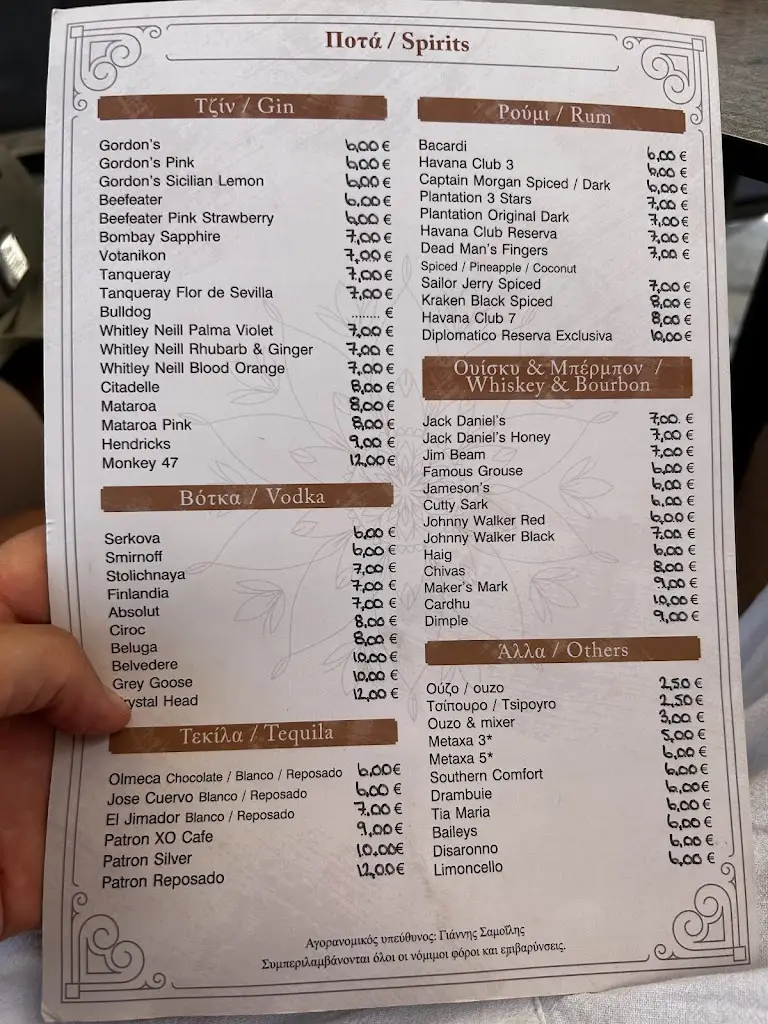 Ποτά / Spirits
Τζίν / Gin
Gordon's 6,00 €
Gordon's Pink 6,00 €
Gordon's Sicilian Lemon 6,00 €
Beefeater 6,00 €
Beefeater Pink Strawberry 6,00 €
Bombay Sapphire 7,00 €
Votanikon 7,00 €
Tanqueray 7,00 €
Tanqueray Flor de Sevilla 7,00 €
Bulldog ........ €
Whitley Neill Palma Violet 7,00 €
Whitley Neill Rhubarb & Ginger 7,00 €
Whitley Neill Blood Orange 7,00 €
Citadelle 8,00 €
Mataroa 8,00 €
Mataroa Pink 8,00 €
Hendricks 9,00 €
Monkey 47 12,00 €
Βότκα / Vodka
Serkova 6,00 €
Smirnoff 6,00 €
Stolichnaya 7,00 €
Finlandia 7,00 €
Absolut 7,00 €
Ciroc 8,00 €
Beluga 8,00 €
Belvedere 10,00 €
Grey Goose 10,00 €
rystal Head 12,00 €
Τεκίλα / Tequila
Olmeca Chocolate / Blanco / Reposado 6,00€
Jose Cuervo Blanco / Reposado 6,00 €
El Jimador Blanco / Reposado 7,00 €
Patron XO Cafe 9,00 €
Patron Silver 10,00€
Patron Reposado 12,00€
Ρούμι / Rum
Bacardi 6,00 €
Havana Club 3 6,00 €
Captain Morgan Spiced / Dark 6,00 €
Plantation 3 Stars 7,00 €
Plantation Original Dark 7,00 €
Havana Club Reserva 7,00 €
Dead Man's Fingers 7,00 €
Spiced / Pineapple / Coconut
Sailor Jerry Spiced 7,00 €
Kraken Black Spiced 8,00 €
Havana Club 7 8,00 €
Diplomatico Reserva Exclusiva 10,00 €
Ουίσκυ & Μπέρμπον /
Whiskey & Bourbon
Jack Daniel's 7,00. €
Jack Daniel's Honey 7,00 €
Jim Beam 7,00 €
Famous Grouse 6,00 €
Jameson's 6,00 €
Cutty Sark 6,00 €
Johnny Walker Red 6,00 €
Johnny Walker Black 7,00 €
Haig 6,00 €
Chivas 8,00 €
Maker's Mark 9,00 €
Cardhu 10,00 €
Dimple 9,00 €
Άλλα / Others
Ούζο / ouzo 2,50 €
Τσίπουρο / Tsipoyro 2,50 €
Ouzo & mixer 3,00 €
Metaxa 3* 5,00 €
Metaxa 5* 6,00 €
Southern Comfort 6,00 €
Drambuie 6,00 €
Tia Maria 6,00 €
Baileys 6,00 €
Disaronno 6,00 €
Limoncello 6,00 €
Αγορανομικός υπεύθυνος: Γιάννης Σαμοΐλης
Συμπεριλαμβάνονται όλοι οι νόμιμοι φόροι και επιβαρύνσεις.